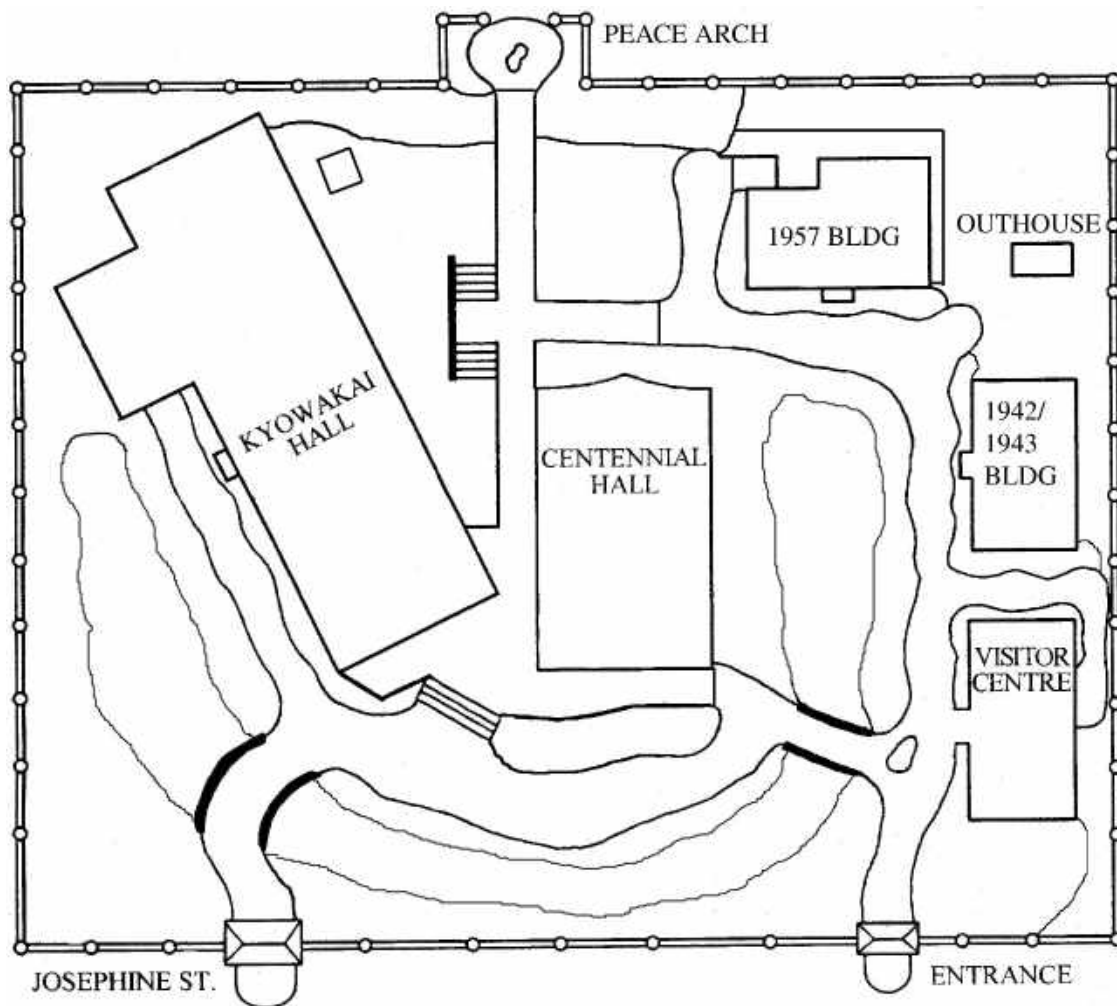 PEACE ARCH
1957 BLDG
OUTHOUSE
KYOWAKAI
HALL
CENTENNIAL
HALL
1942/
1943
BLDG
VISITOR
CENTRE
JOSEPHINE ST.
ENTRANCE